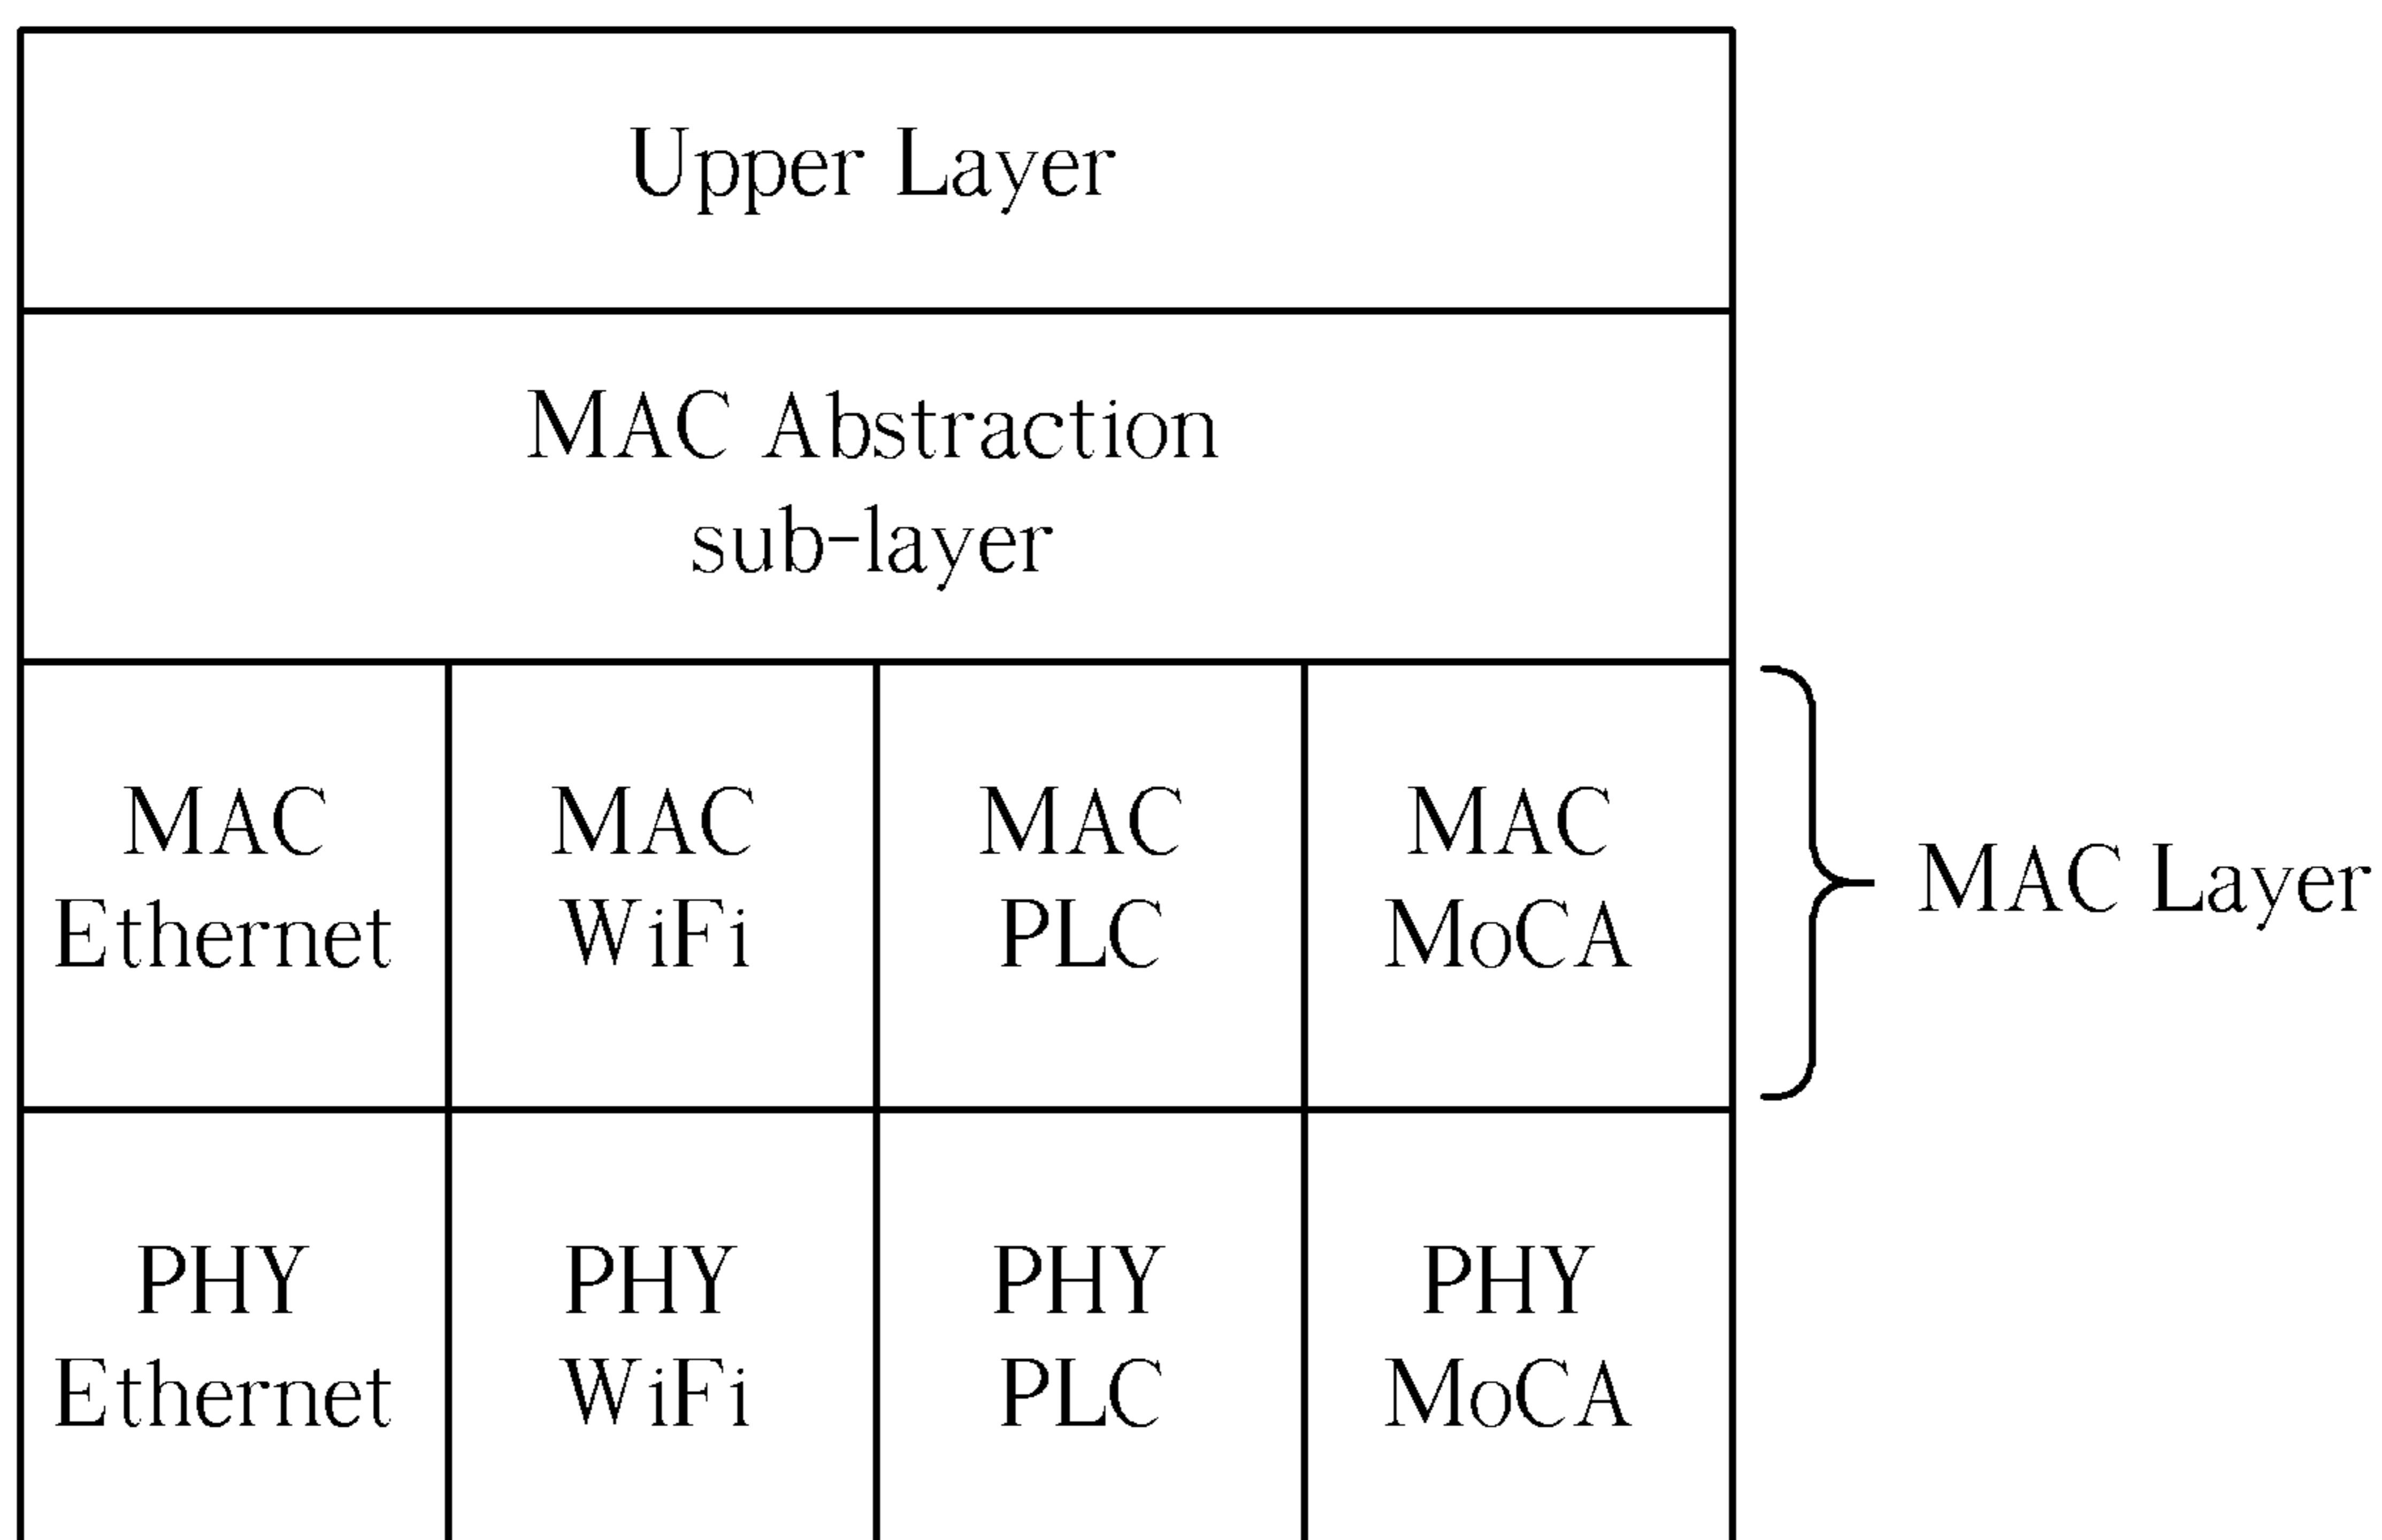 Upper Layer
MAC Abstraction
sub-layer
MAC
Ethernet
MAC
WiFi
MAC
PLC
MAC
MoCA
MAC Layer
PHY
Ethernet
PHY
WiFi
PHY
PLC
PHY
MoCA